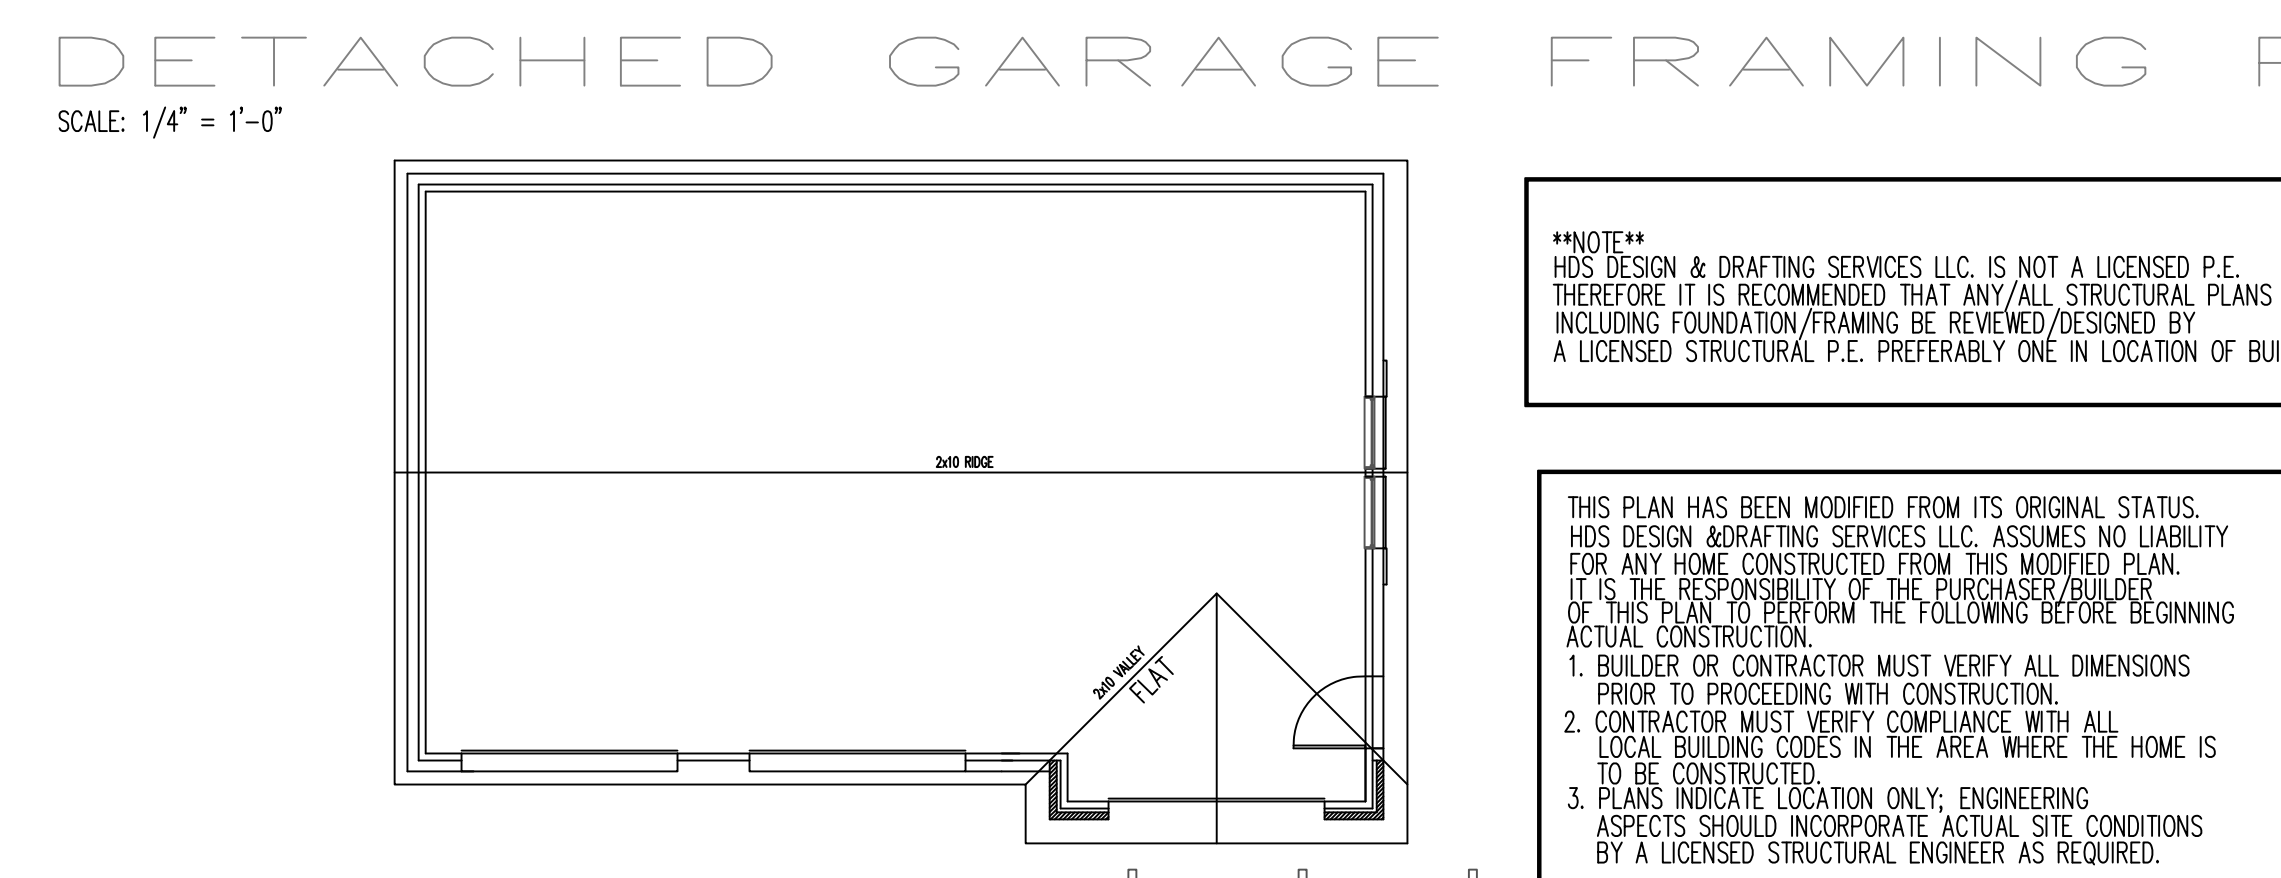 DETACHED GARAGE FRAMING
SCALE: 1/4" = 1'-0"
2x10 RIDGE
2x10 VALLEY
FLAT
**NOTE**
HDS DESIGN & DRAFTING SERVICES LLC. IS NOT A LICENSED P.E.
THEREFORE IT IS RECOMMENDED THAT ANY/ALL STRUCTURAL PLANS
INCLUDING FOUNDATION/FRAMING BE REVIEWED/DESIGNED BY
A LICENSED STRUCTURAL P.E. PREFERABLY ONE IN LOCATION OF
THIS PLAN HAS BEEN MODIFIED FROM ITS ORIGINAL STATUS.
HDS DESIGN &DRAFTING SERVICES LLC. ASSUMES NO LIABILITY
FOR ANY HOME CONSTRUCTED FROM THIS MODIFIED PLAN.
IT IS THE RESPONSIBILITY OF THE PURCHASER/BUILDER
OF THIS PLAN TO PERFORM THE FOLLOWING BEFORE BEGINNING
ACTUAL CONSTRUCTION.
1. BUILDER OR CONTRACTOR MUST VERIFY ALL DIMENSIONS
PRIOR TO PROCEEDING WITH CONSTRUCTION.
2. CONTRACTOR MUST VERIFY COMPLIANCE WITH ALL
LOCAL BUILDING CODES IN THE AREA WHERE THE HOME IS
TO BE CONSTRUCTED.
3. PLANS INDICATE LOCATION ONLY; ENGINEERING
ASPECTS SHOULD INCORPORATE ACTUAL SITE CONDITIONS
BY A LICENSED STRUCTURAL ENGINEER AS REQUIRED.